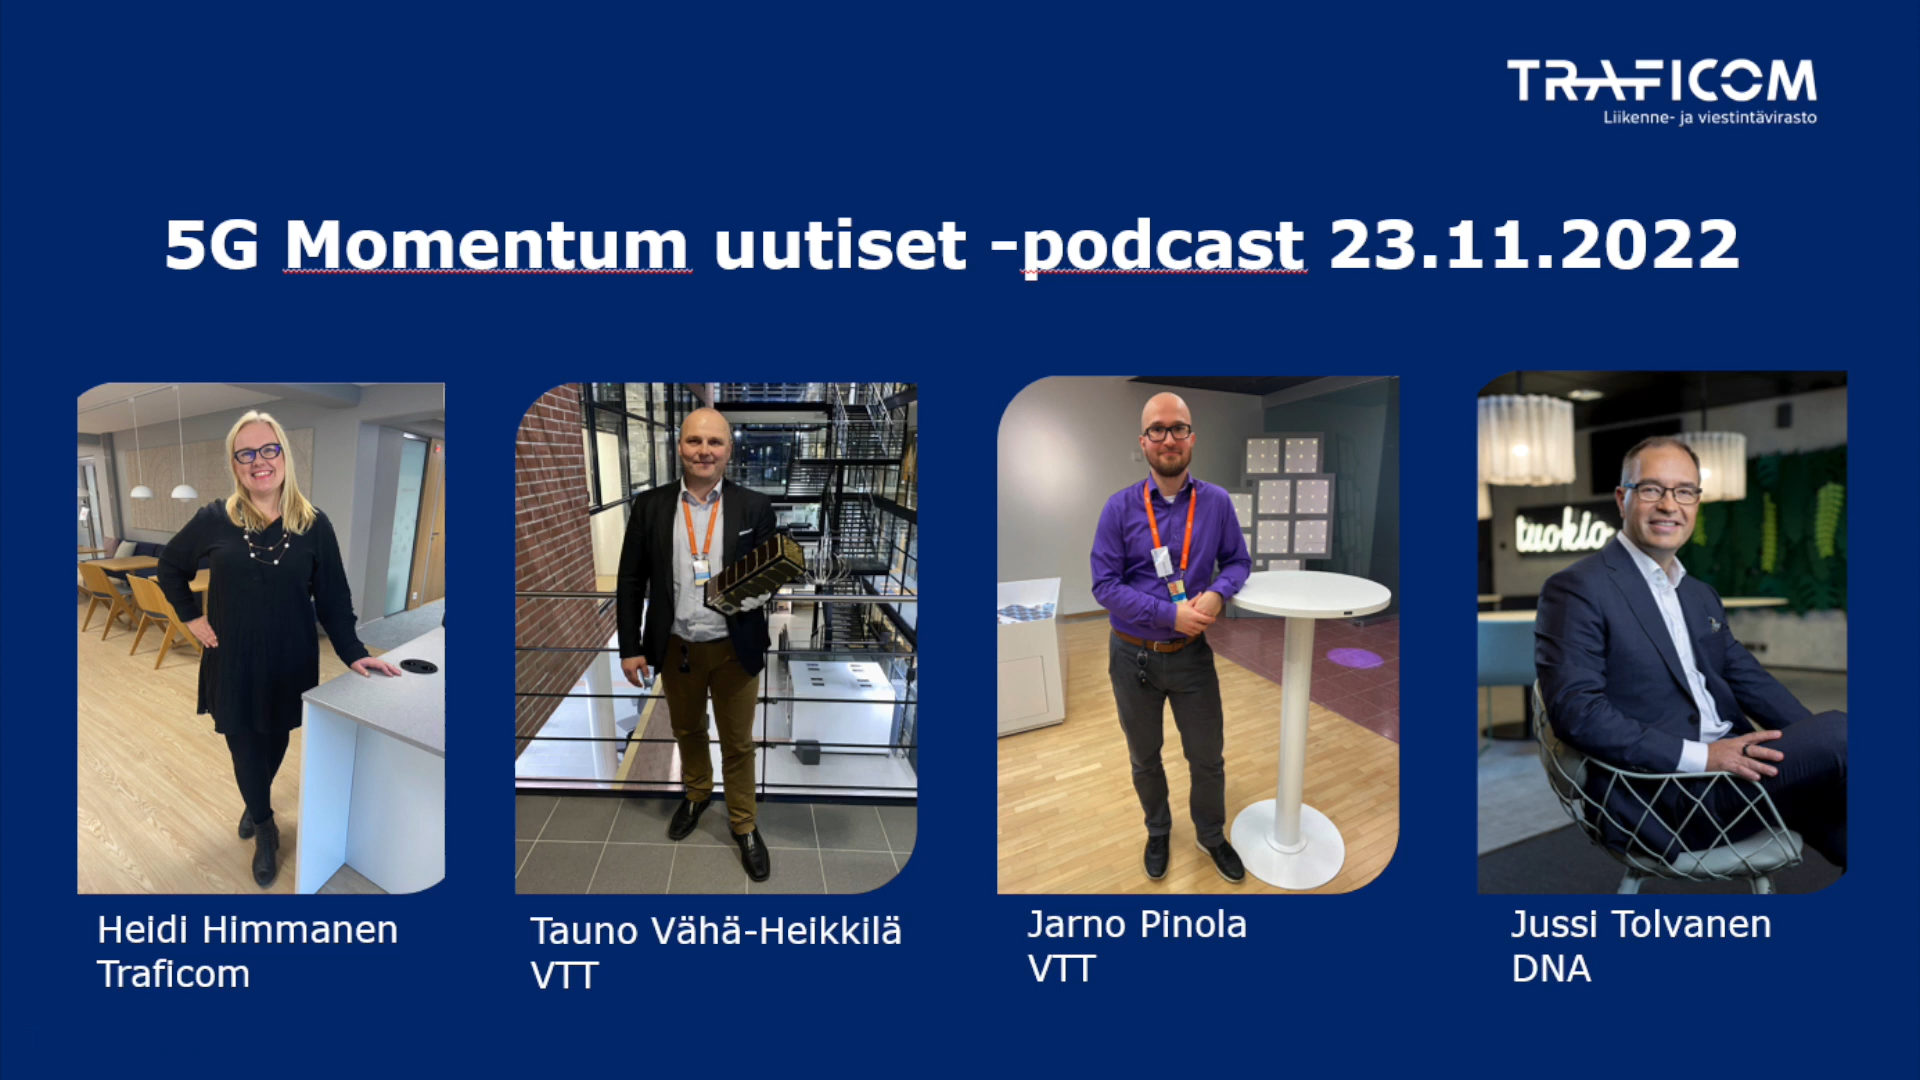 TRAFICOM
Liikenne- ja viestintävirasto
5G Momentum uutiset -podcast 23.11.2022
tuokio
Heidi Himmanen
Traficom
Tauno Vähä-Heikkilä
VTT
Jarno Pinola
VTT
Jussi Tolvanen
DNA